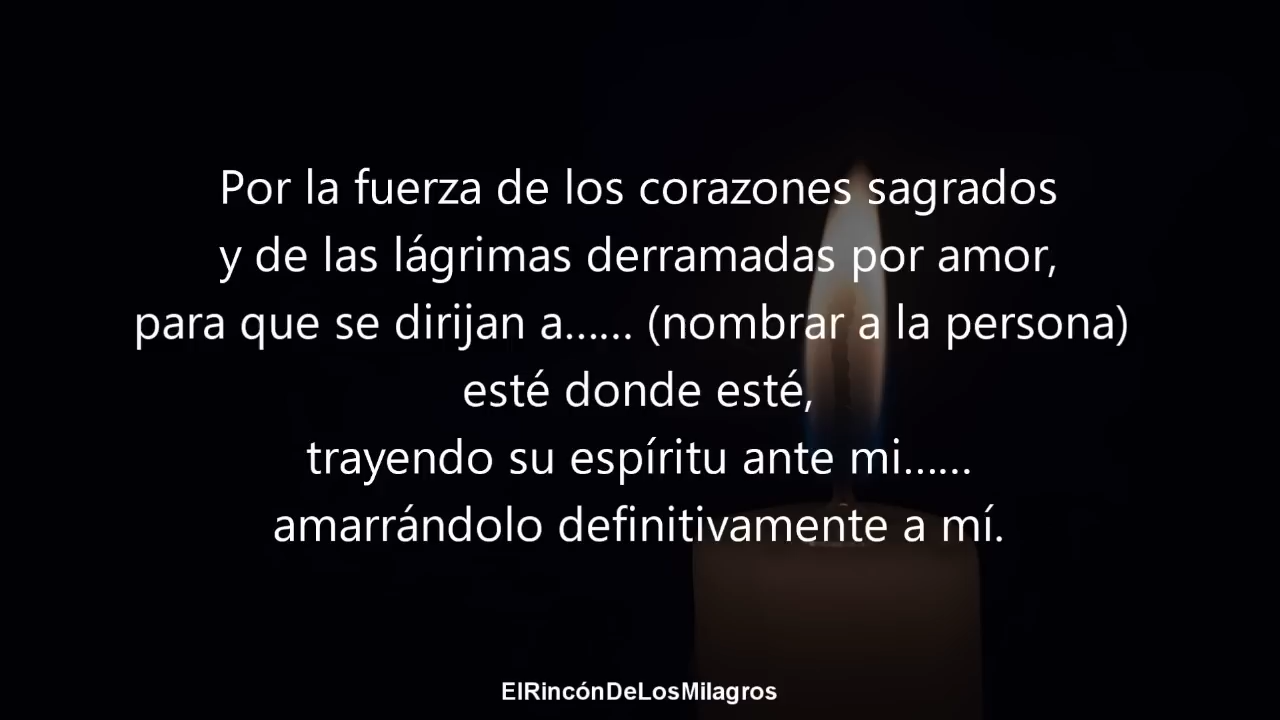 Por la fuerza de los corazones sagrados
y de las lágrimas derramadas por amor,
para que se dirijan a...... (nombrar a la persona)
esté donde esté,
trayendo su espíritu ante mi......
amarrándolo definitivamente a mí.
ElRincónDeLosMilagros